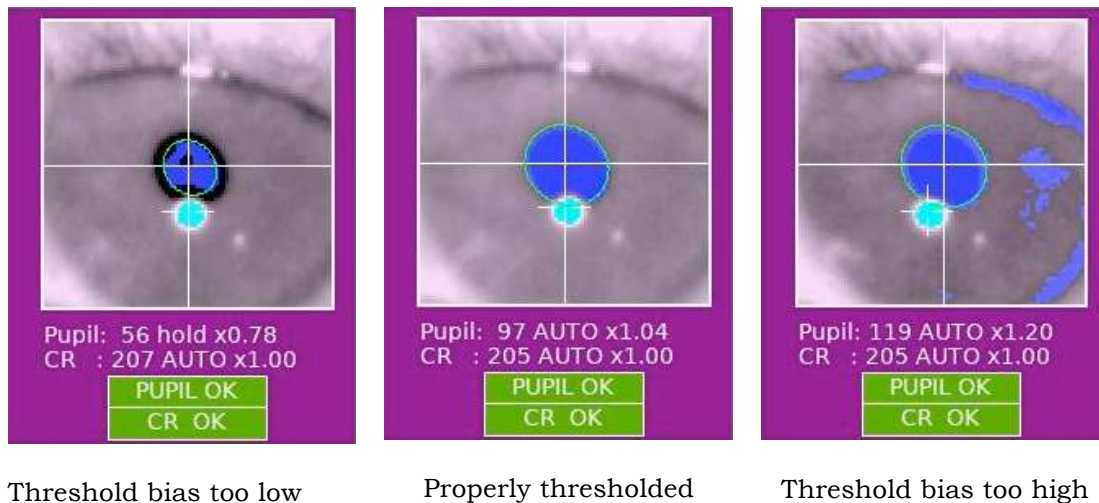 Pupil: 56 hold x0.78
CR : 207 AUTO x1.00
PUPIL OK
CR OK
Threshold bias too low
Pupil: 97 AUTO x1.04
CR : 205 AUTO x1.00
PUPIL OK
CR OK
Properly thresholded
Pupil: 119 AUTO x1.20
CR : 205 AUTO x1.00
PUPIL OK
CR OK
Threshold bias too high